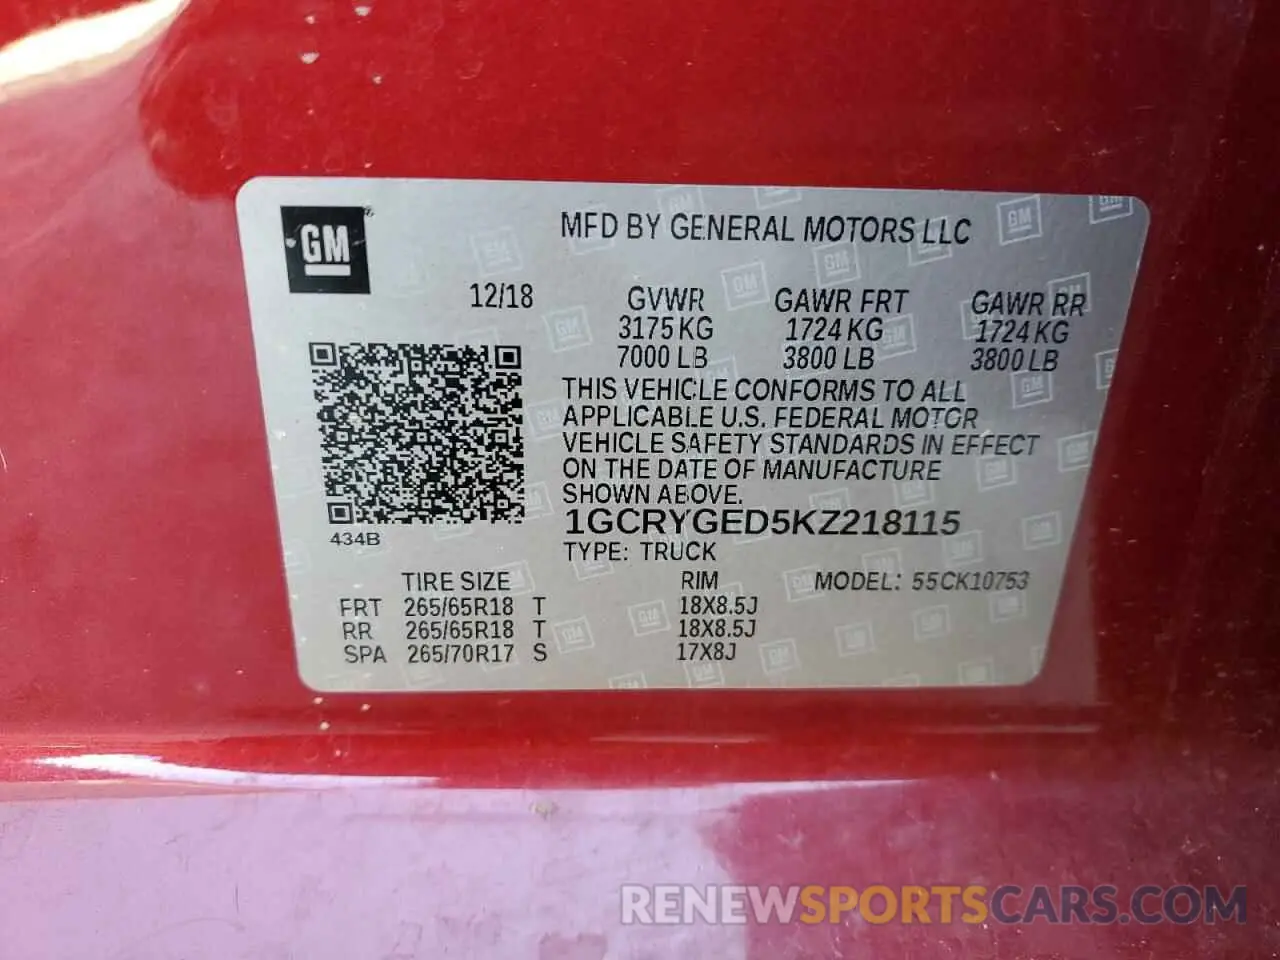 GM
MFD BY GENERAL MOTORS LLC
12/18 GVWR GAWR FRT GAWR RR
3175 KG 1724 KG 1724 KG
7000 LB 3800 LB 3800 LB
THIS VEHICLE CONFORMS TO ALL
APPLICABLE U.S. FEDERAL MOTOR
VEHICLE SAFETY STANDARDS IN EFFECT
ON THE DATE OF MANUFACTURE
SHOWN ABOVE.
1GCRYGED5KZ218115
434B
TYPE: TRUCK
TIRE SIZE RIM MODEL: 55CK10753
FRT 265/65R18 T 18X8.5J
RR 265/65R18 T 18X8.5J
SPA 265/70R17 S 17X8J
RENEWSPORTSCARS.COM